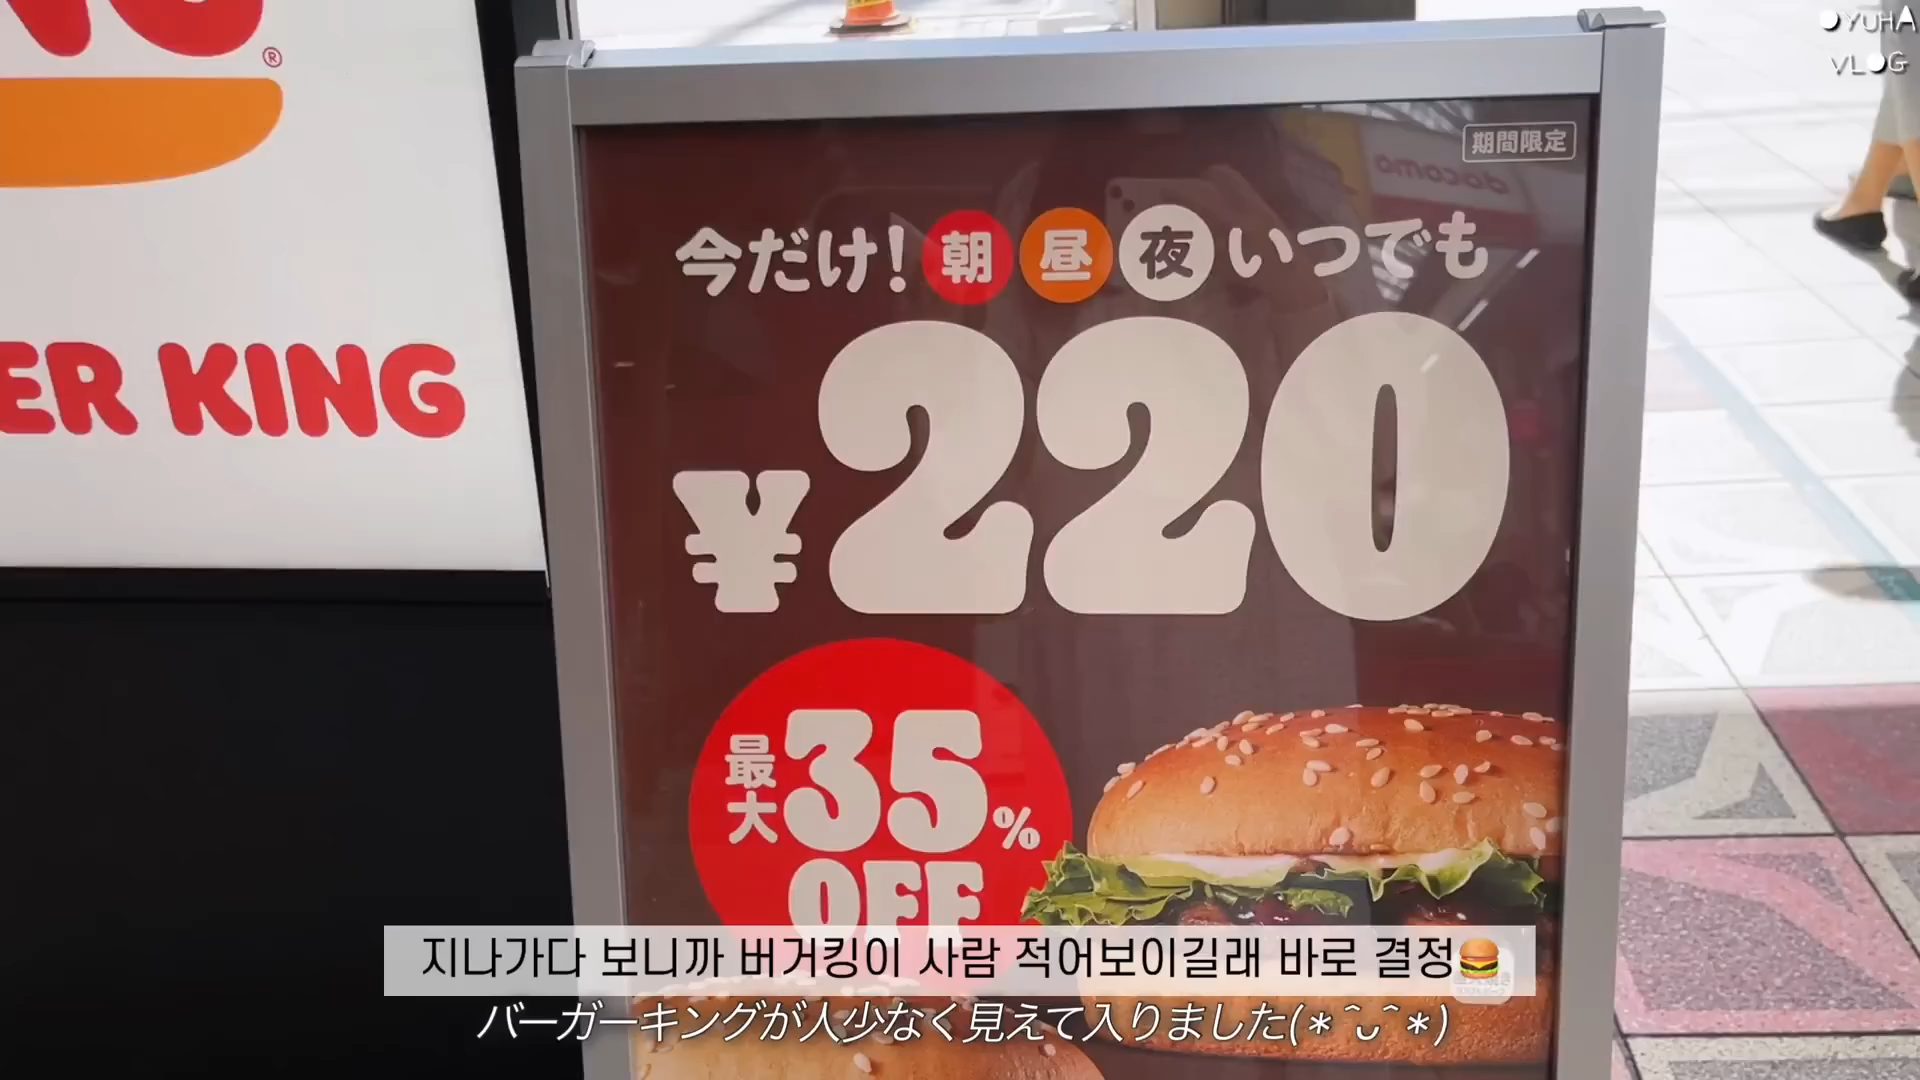 ®
ER KING
YUHA
VLOG
期間限定
docomo
今だけ!朝昼夜いつでも
¥220
最大35%
OFF
지나가다 보니까 버거킹이 사람 적어보이길래 바로 결정🍔
バーガーキングが人少なく見えて入りました(*ˆᴗˆ*)